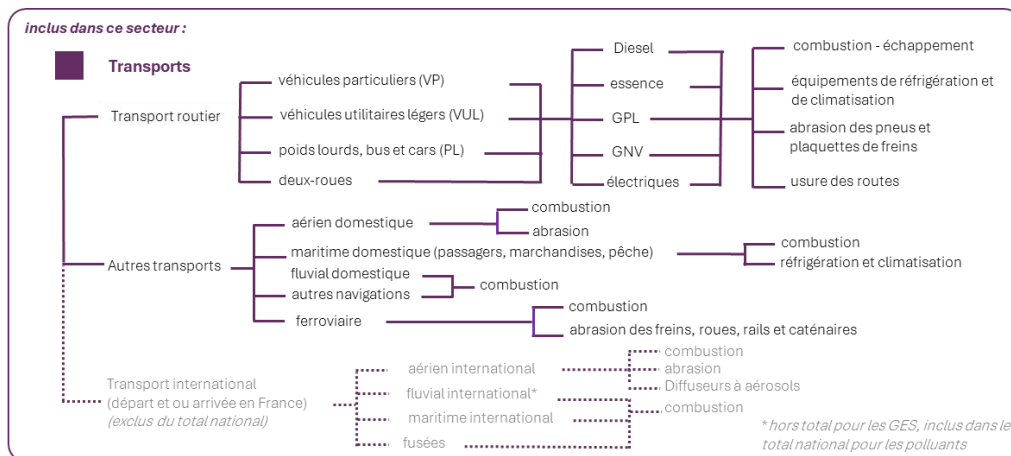 inclus dans ce secteur :
Transports
Transport routier
véhicules particuliers (VP)
véhicules utilitaires légers (VUL)
poids lourds, bus et cars (PL)
deux-roues
Diesel
essence
GPL
GNV
électriques
combustion - échappement
équipements de réfrigération et
de climatisation
abrasion des pneus et
plaquettes de freins
usure des routes
Autres transports
aérien domestique
combustion
abrasion
maritime domestique (passagers, marchandises, pêche)
combustion
réfrigération et climatisation
fluvial domestique
autres navigations
combustion
ferroviaire
combustion
abrasion des freins, roues, rails et caténaires
Transport international
(départ et ou arrivée en France)
(exclus du total national)
aérien international
combustion
abrasion
Diffuseurs à aérosols
fluvial international*
maritime international
fusées
combustion
* hors total pour les GES, inclus dans le
total national pour les polluants